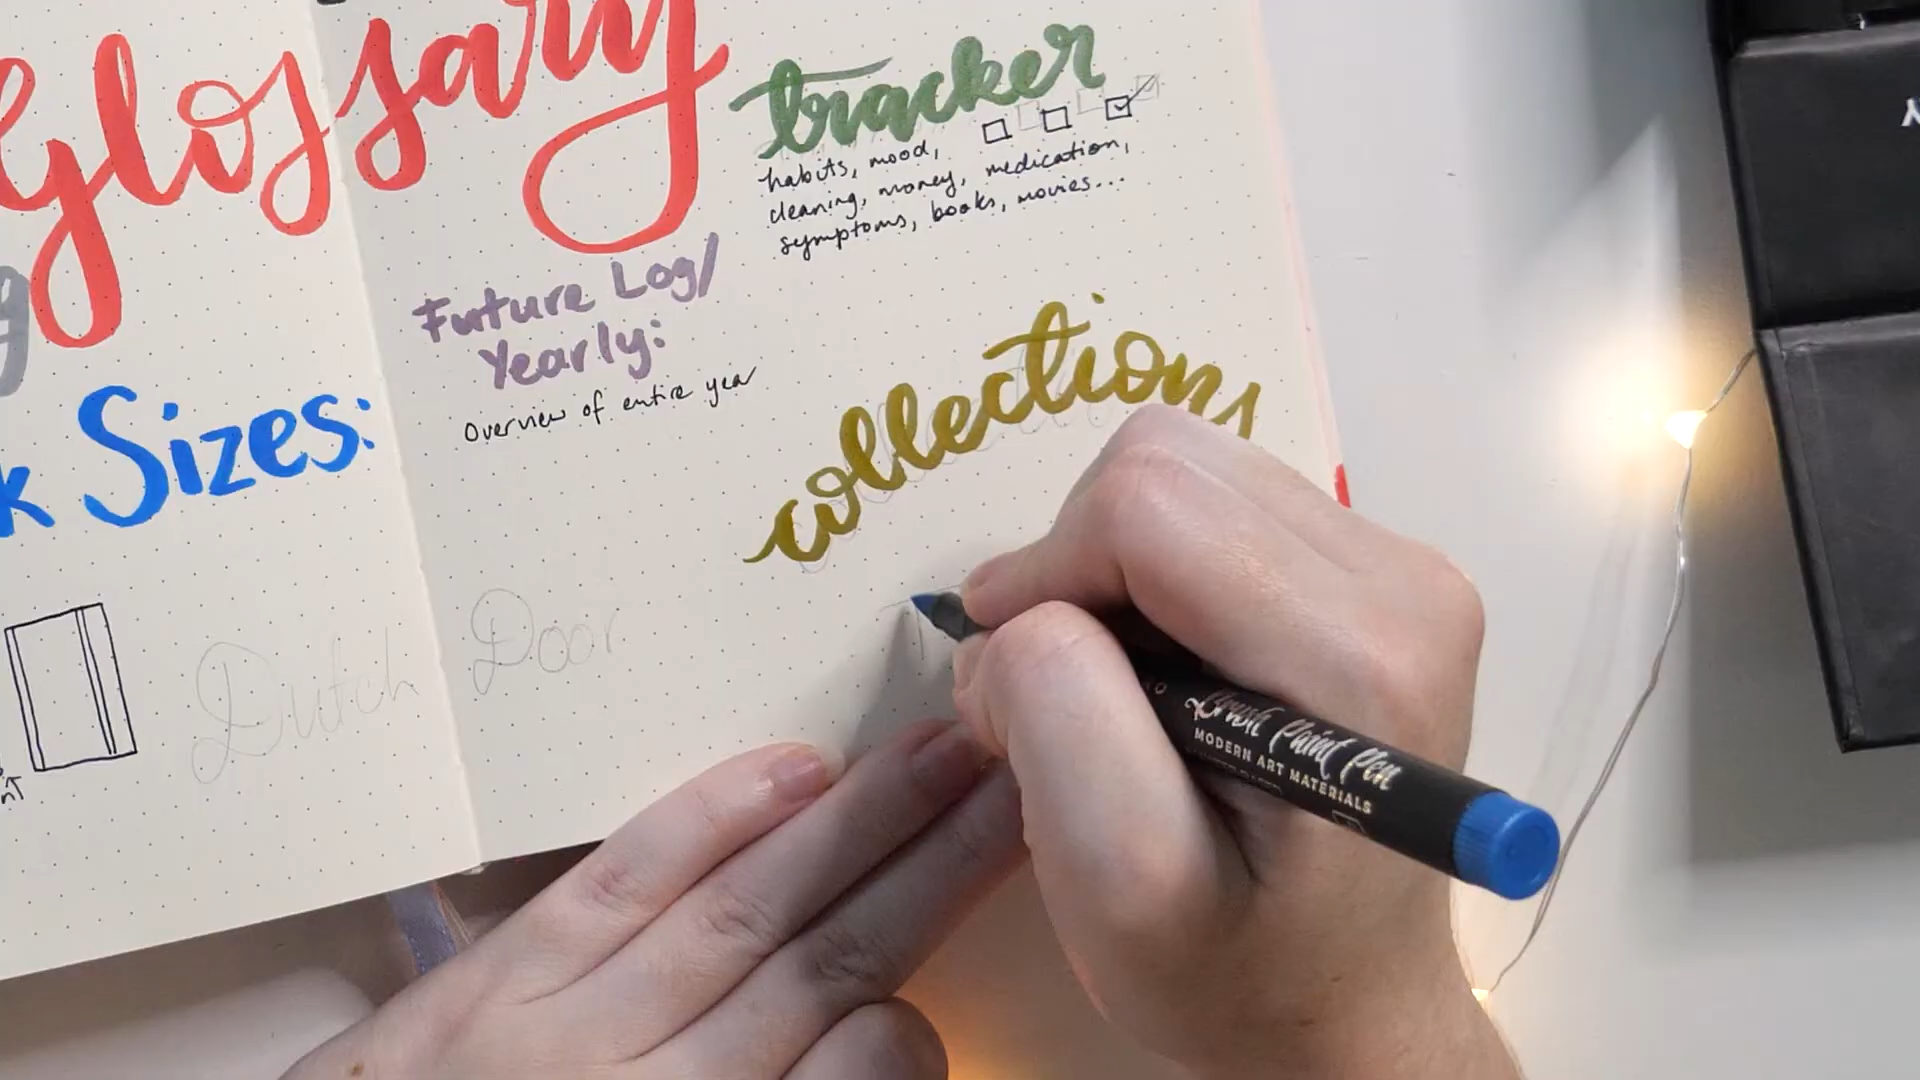 Glossary
tracker
habits, mood,
cleaning, money, medication,
symptoms, books, movies...
Future Log/
Yearly:
Overview of entire year
Sizes:
collections
Dutch Door
Brush Paint Pen
MODERN ART MATERIALS